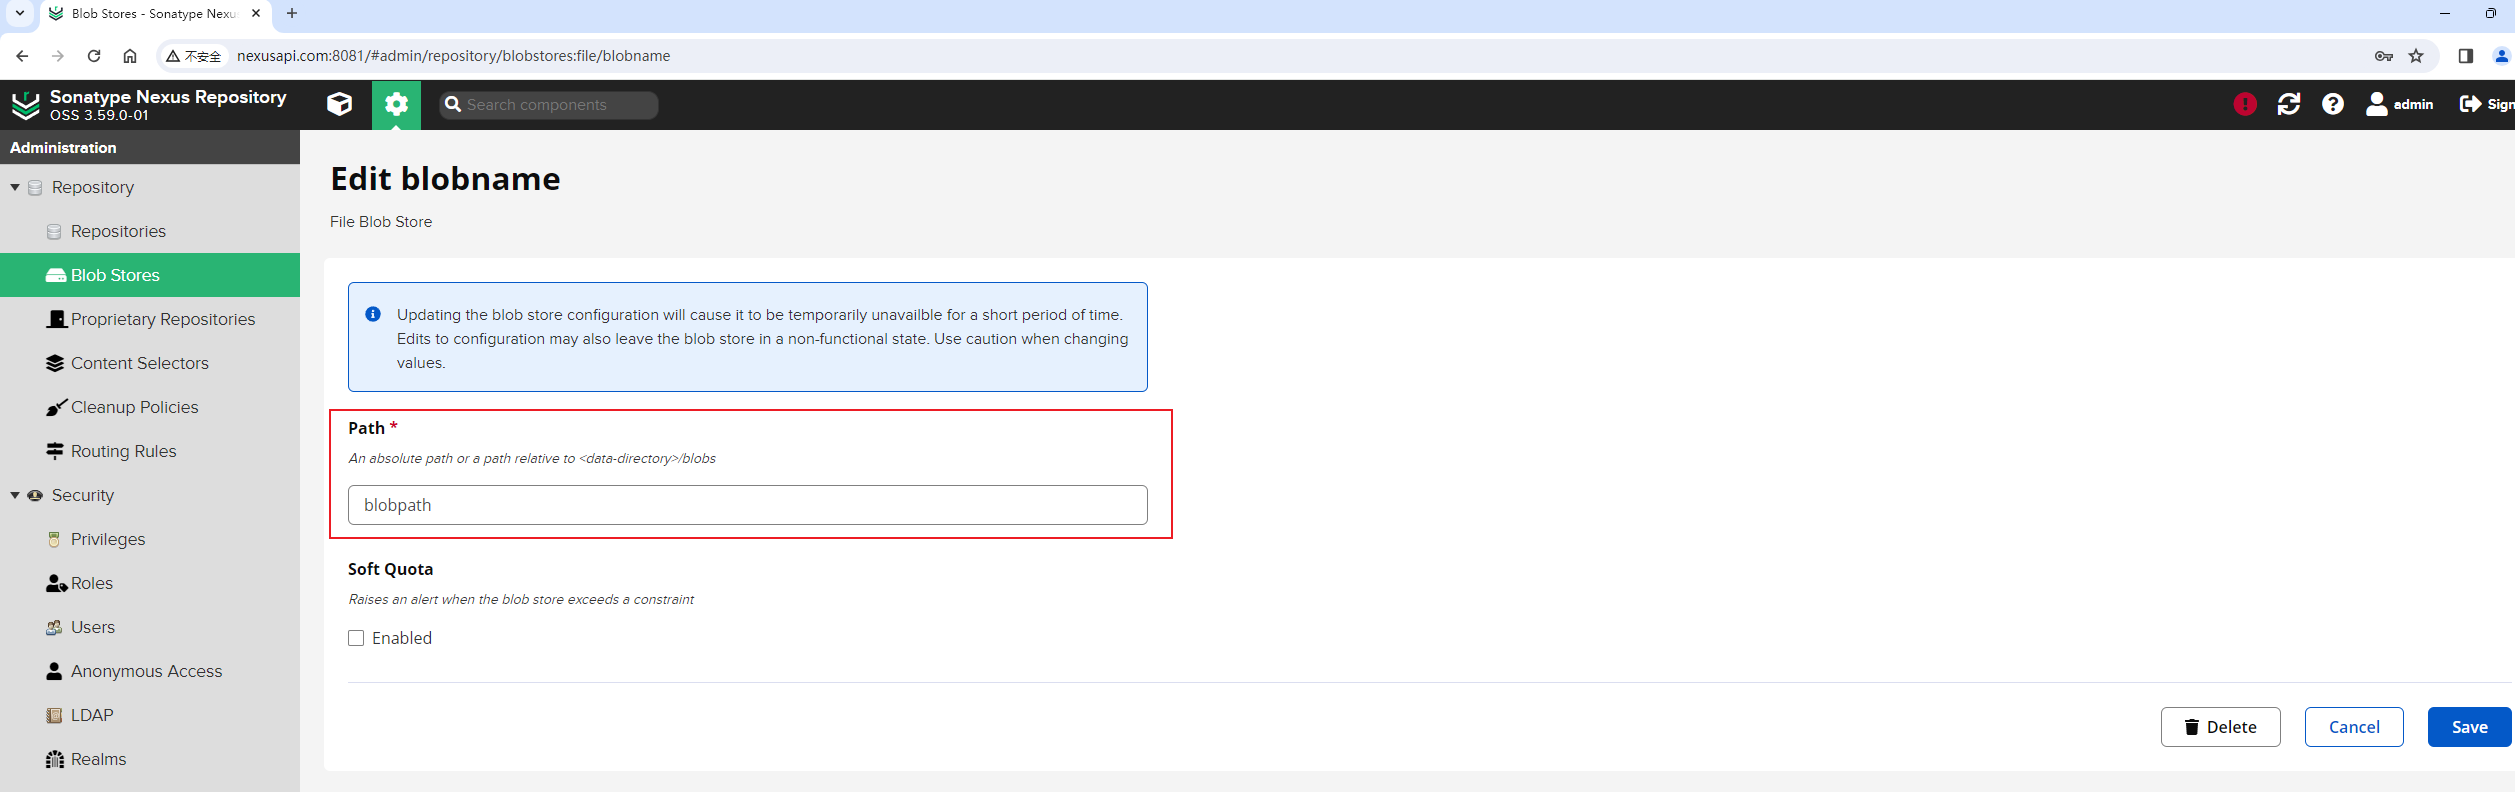 Blob Stores - Sonatype Nexu
不安全
nexusapi.com:8081/#admin/repository/blobstores:file/blobname
Sonatype Nexus Repository
OSS 3.59.0-01
Search components
admin
Sign
Administration
Repository
Repositories
Blob Stores
Proprietary Repositories
Content Selectors
Cleanup Policies
Routing Rules
Security
Privileges
Roles
Users
Anonymous Access
LDAP
Realms
Edit blobname
File Blob Store
Updating the blob store configuration will cause it to be temporarily unavailble for a short period of time.
Edits to configuration may also leave the blob store in a non-functional state. Use caution when changing
values.
Path *
An absolute path or a path relative to <data-directory>/blobs
blobpath
Soft Quota
Raises an alert when the blob store exceeds a constraint
Enabled
Delete
Cancel
Save